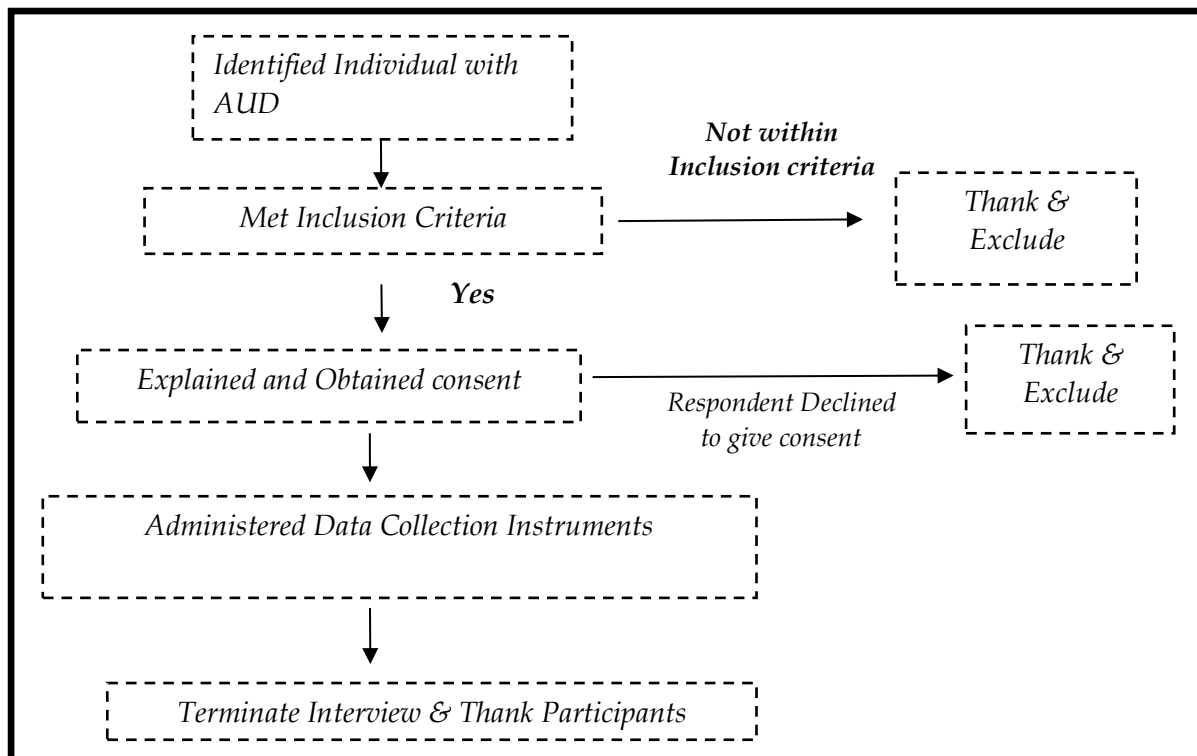 Identified Individual with
AUD
Not within
Inclusion criteria
Met Inclusion Criteria
Thank &
Exclude
Yes
Explained and Obtained consent
Thank &
Exclude
Respondent Declined
to give consent
Administered Data Collection Instruments
Terminate Interview & Thank Participants